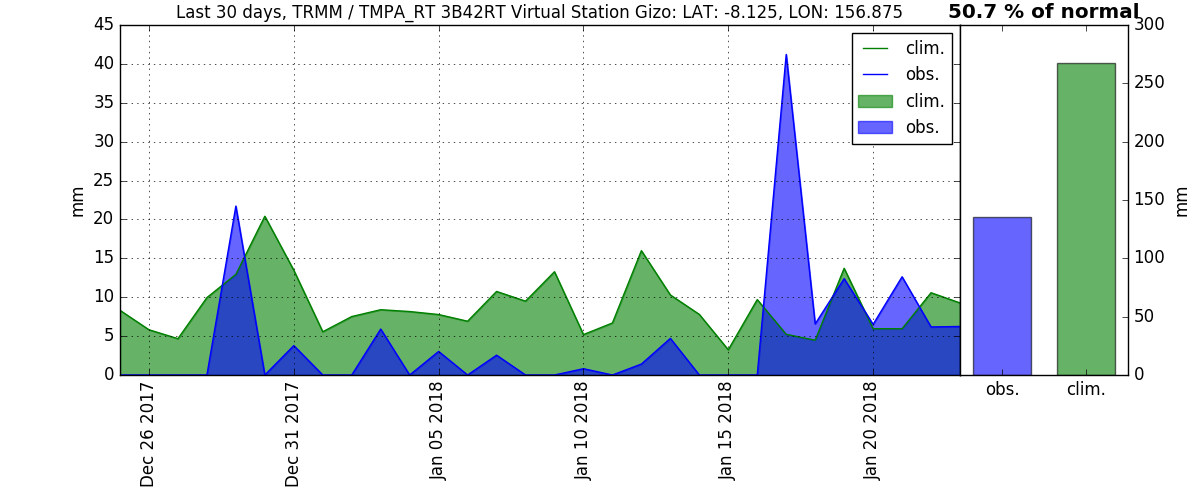 Last 30 days, TRMM / TMPA_RT 3B42RT Virtual Station Gizo: LAT: -8.125, LON: 156.875
50.7 % of normal
45
40
35
30
25
20
15
10
5
0
mm
clim.
obs.
clim.
obs.
Dec 26 2017
Dec 31 2017
Jan 05 2018
Jan 10 2018
Jan 15 2018
Jan 20 2018
300
250
200
150
100
50
0
mm
obs.
clim.